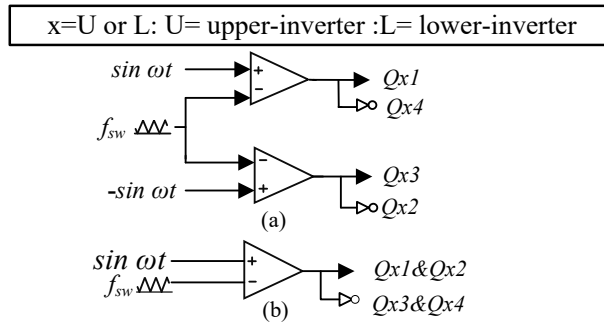 x=U or L: U= upper-inverter :L= lower-inverter
sin ωt
+
−
Qx1
Qx4
fsw
−
+
Qx3
-sin ωt
Qx2
(a)
sin ωt
+
Qx1&Qx2
fsw
−
(b)
Qx3&Qx4